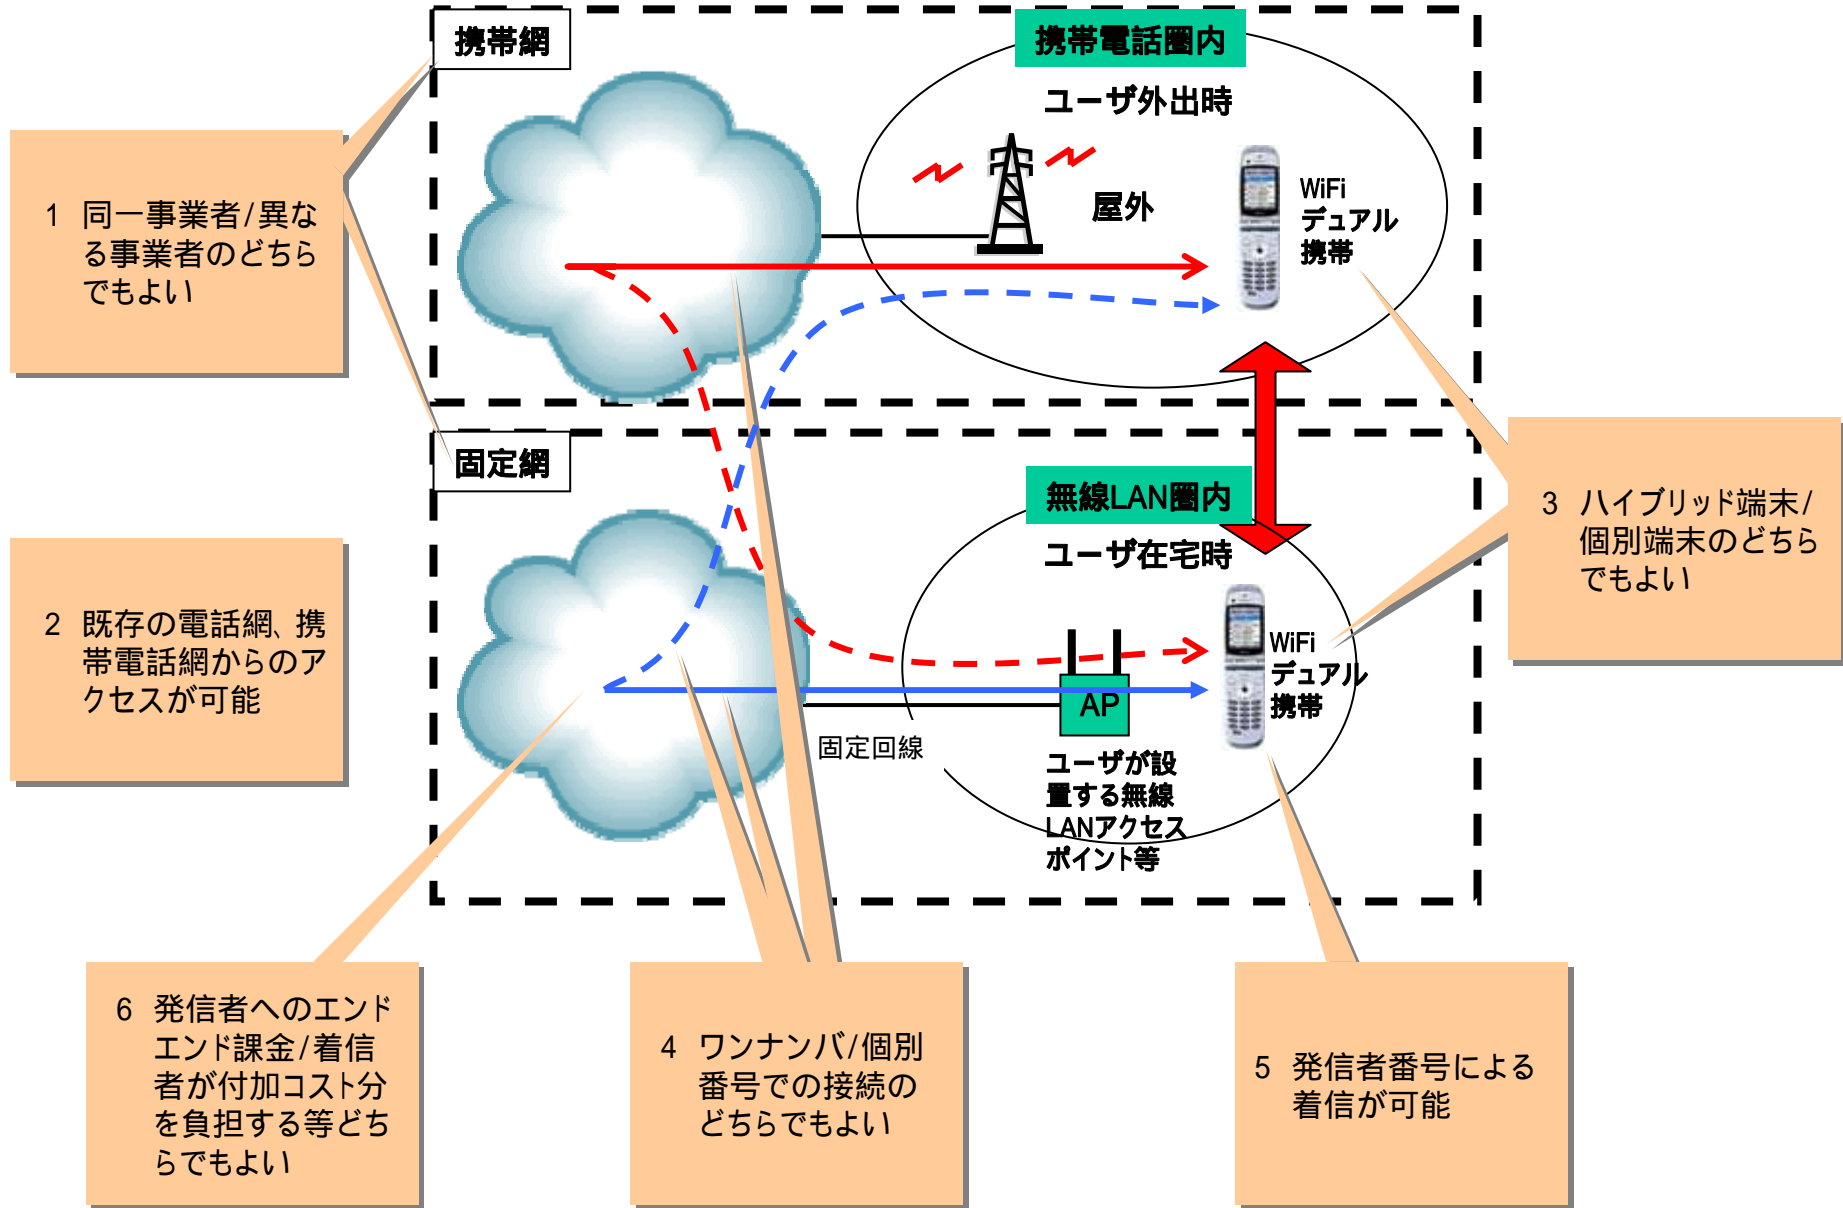 携帯網
携帯電話圏内
ユーザ外出時
屋外
WiFi
デュアル
携帯
1 同一事業者/異な
る事業者のどちら
でもよい
固定網
無線LAN圏内
ユーザ在宅時
WiFi
デュアル
携帯
AP
固定回線
ユーザが設
置する無線
LANアクセス
ポイント等
2 既存の電話網、携
帯電話網からのア
クセスが可能
3 ハイブリッド端末/
個別端末のどちら
でもよい
6 発信者へのエンド
エンド課金/着信
者が付加コスト分
を負担する等どち
らでもよい
4 ワンナンバ/個別
番号での接続の
どちらでもよい
5 発信者番号による
着信が可能